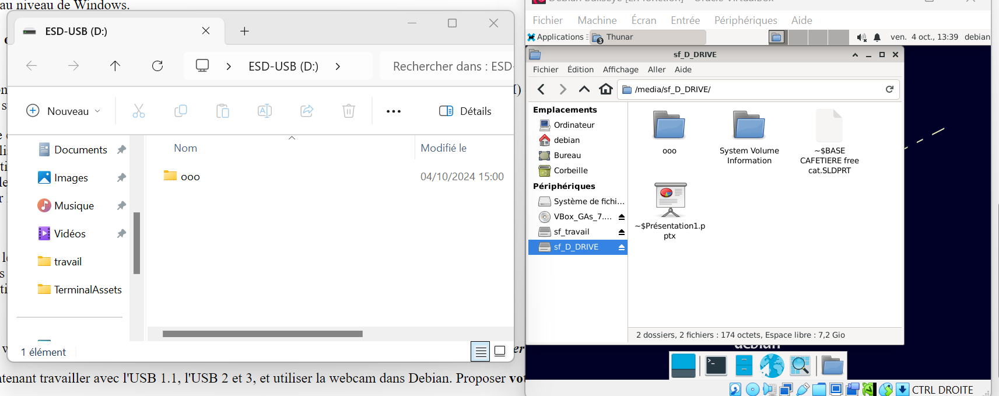 au niveau de Windows.
ESD-USB (D:)
ESD-USB (D:)
Rechercher dans : ESD-
Nouveau
Détails
Documents
Images
Musique
Vidéos
travail
TerminalAssets
Nom
Modifié le
ooo
04/10/2024 15:00
1 élément
tenant travailler avec l'USB 1.1, l'USB 2 et 3, et utiliser la webcam dans Debian. Proposer
Fichier Machine Écran Entrée Périphériques Aide
Applications
3 Thunar
ven. 4 oct., 13:39 debian
sf_D_DRIVE
Fichier Édition Affichage Aller Aide
/media/sf_D_DRIVE/
Emplacements
Ordinateur
debian
Bureau
Corbeille
Périphériques
Système de fichi...
VBox_GAs_7....
sf_travail
sf_D_DRIVE
ooo
System Volume
Information
~$BASE
CAFETIERE free
cat.SLDPRT
~$Présentation1.p
ptx
2 dossiers, 2 fichiers : 174 octets, Espace libre : 7,2 Gio
CTRL DROITE